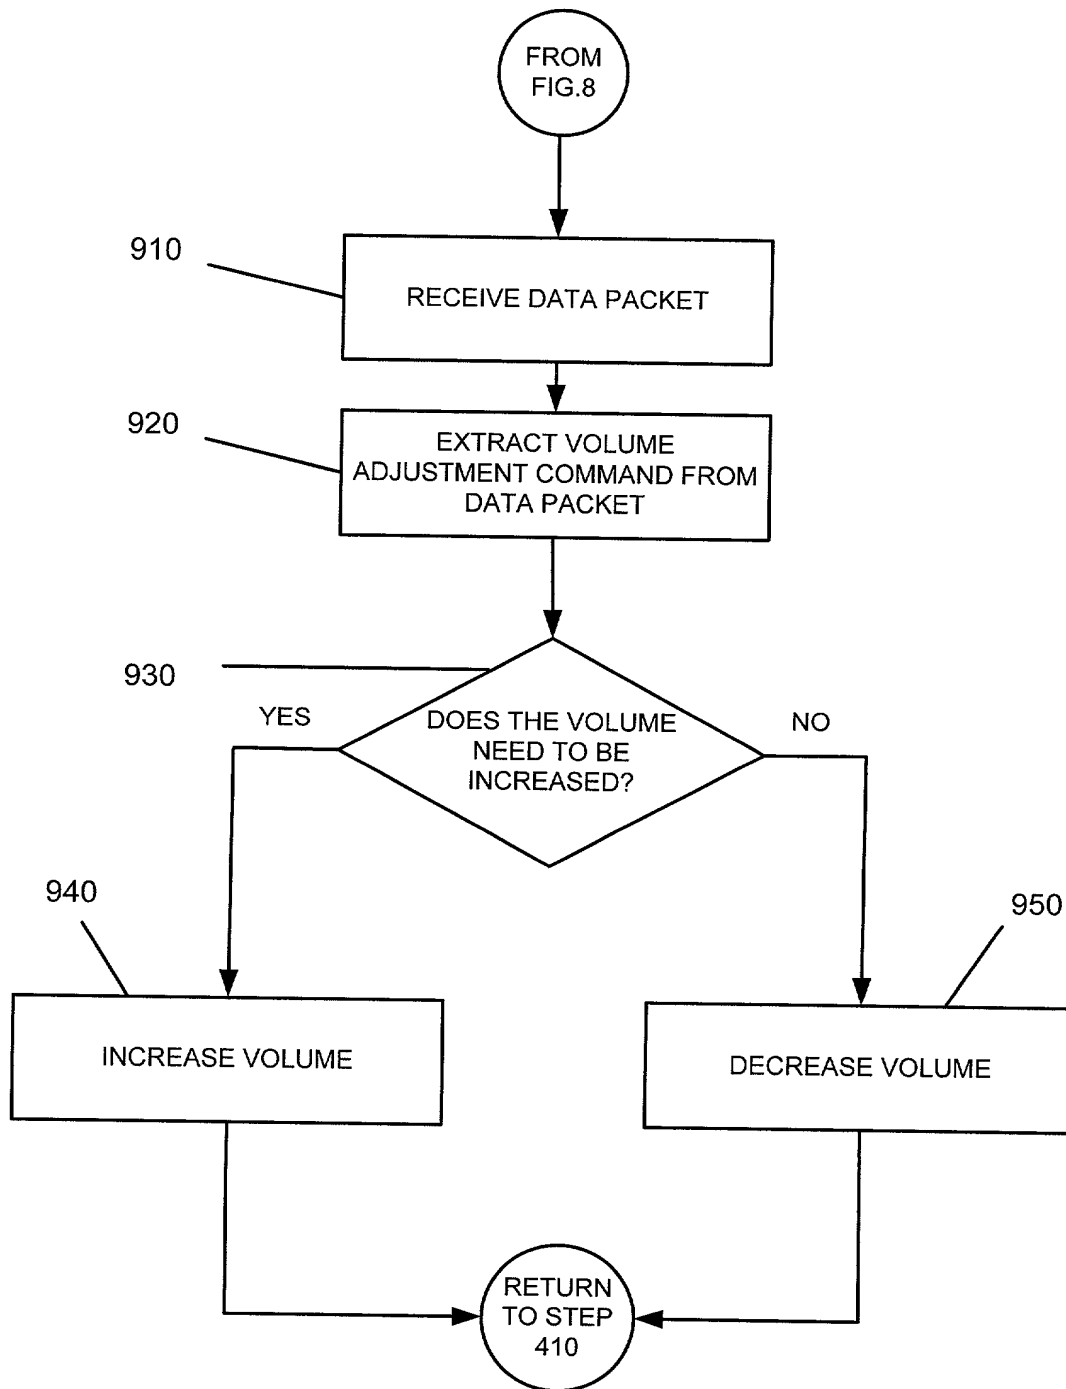 FROM
FIG.8
910
RECEIVE DATA PACKET
920
EXTRACT VOLUME
ADJUSTMENT COMMAND FROM
DATA PACKET
930
YES
DOES THE VOLUME
NEED TO BE
INCREASED?
NO
940
950
INCREASE VOLUME
DECREASE VOLUME
RETURN
TO STEP
410